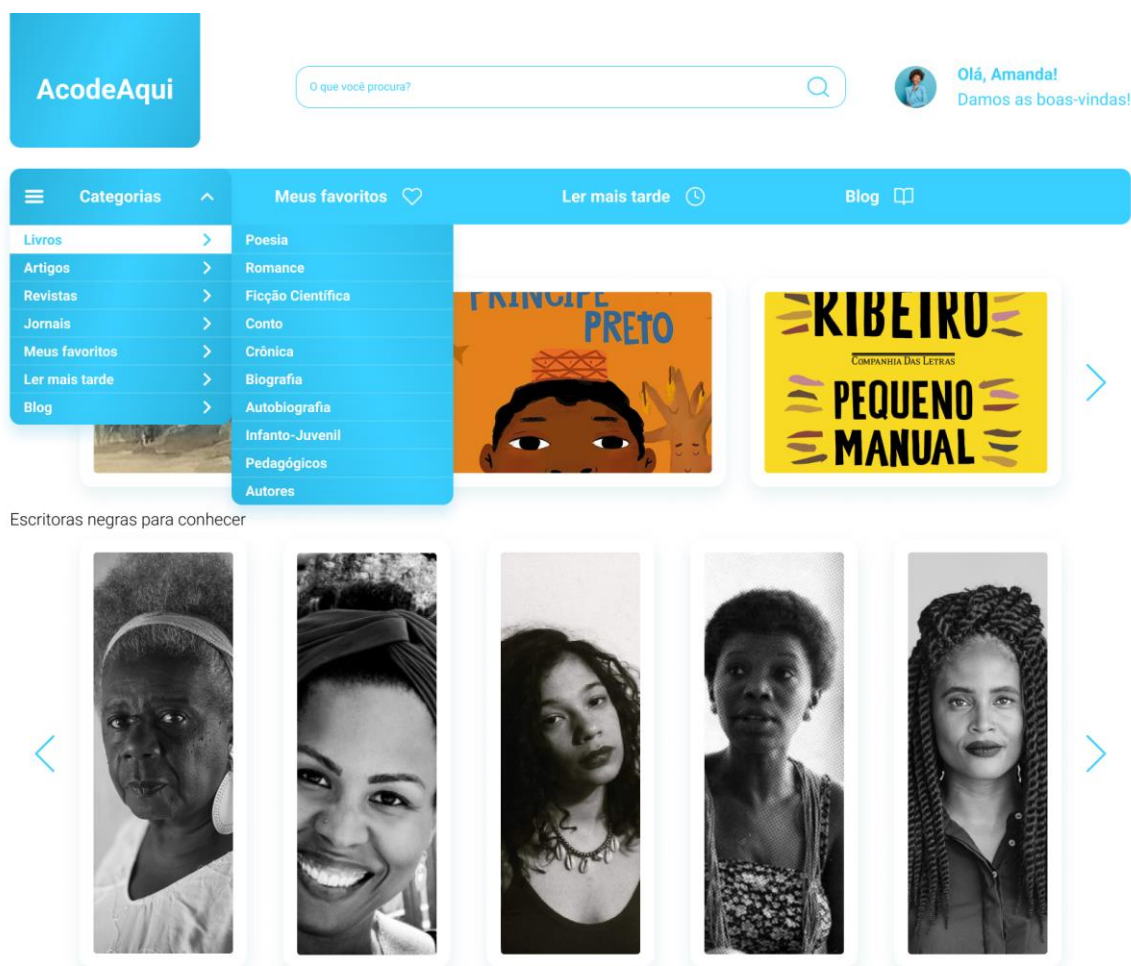 AcodeAqui
O que você procura?
Olá, Amanda!
Damos as boas-vindas!
Categorias
Meus favoritos
Ler mais tarde
Blog
Livros
Artigos
Revistas
Jornais
Meus favoritos
Ler mais tarde
Blog
Poesia
Romance
Ficção Científica
Conto
Crônica
Biografia
Autobiografia
Infanto-Juvenil
Pedagógicos
Autores
PRÍNCIPE
PRETO
RIBEIRO
COMPANHIA DAS LETRAS
PEQUENO
MANUAL
Escritoras negras para conhecer